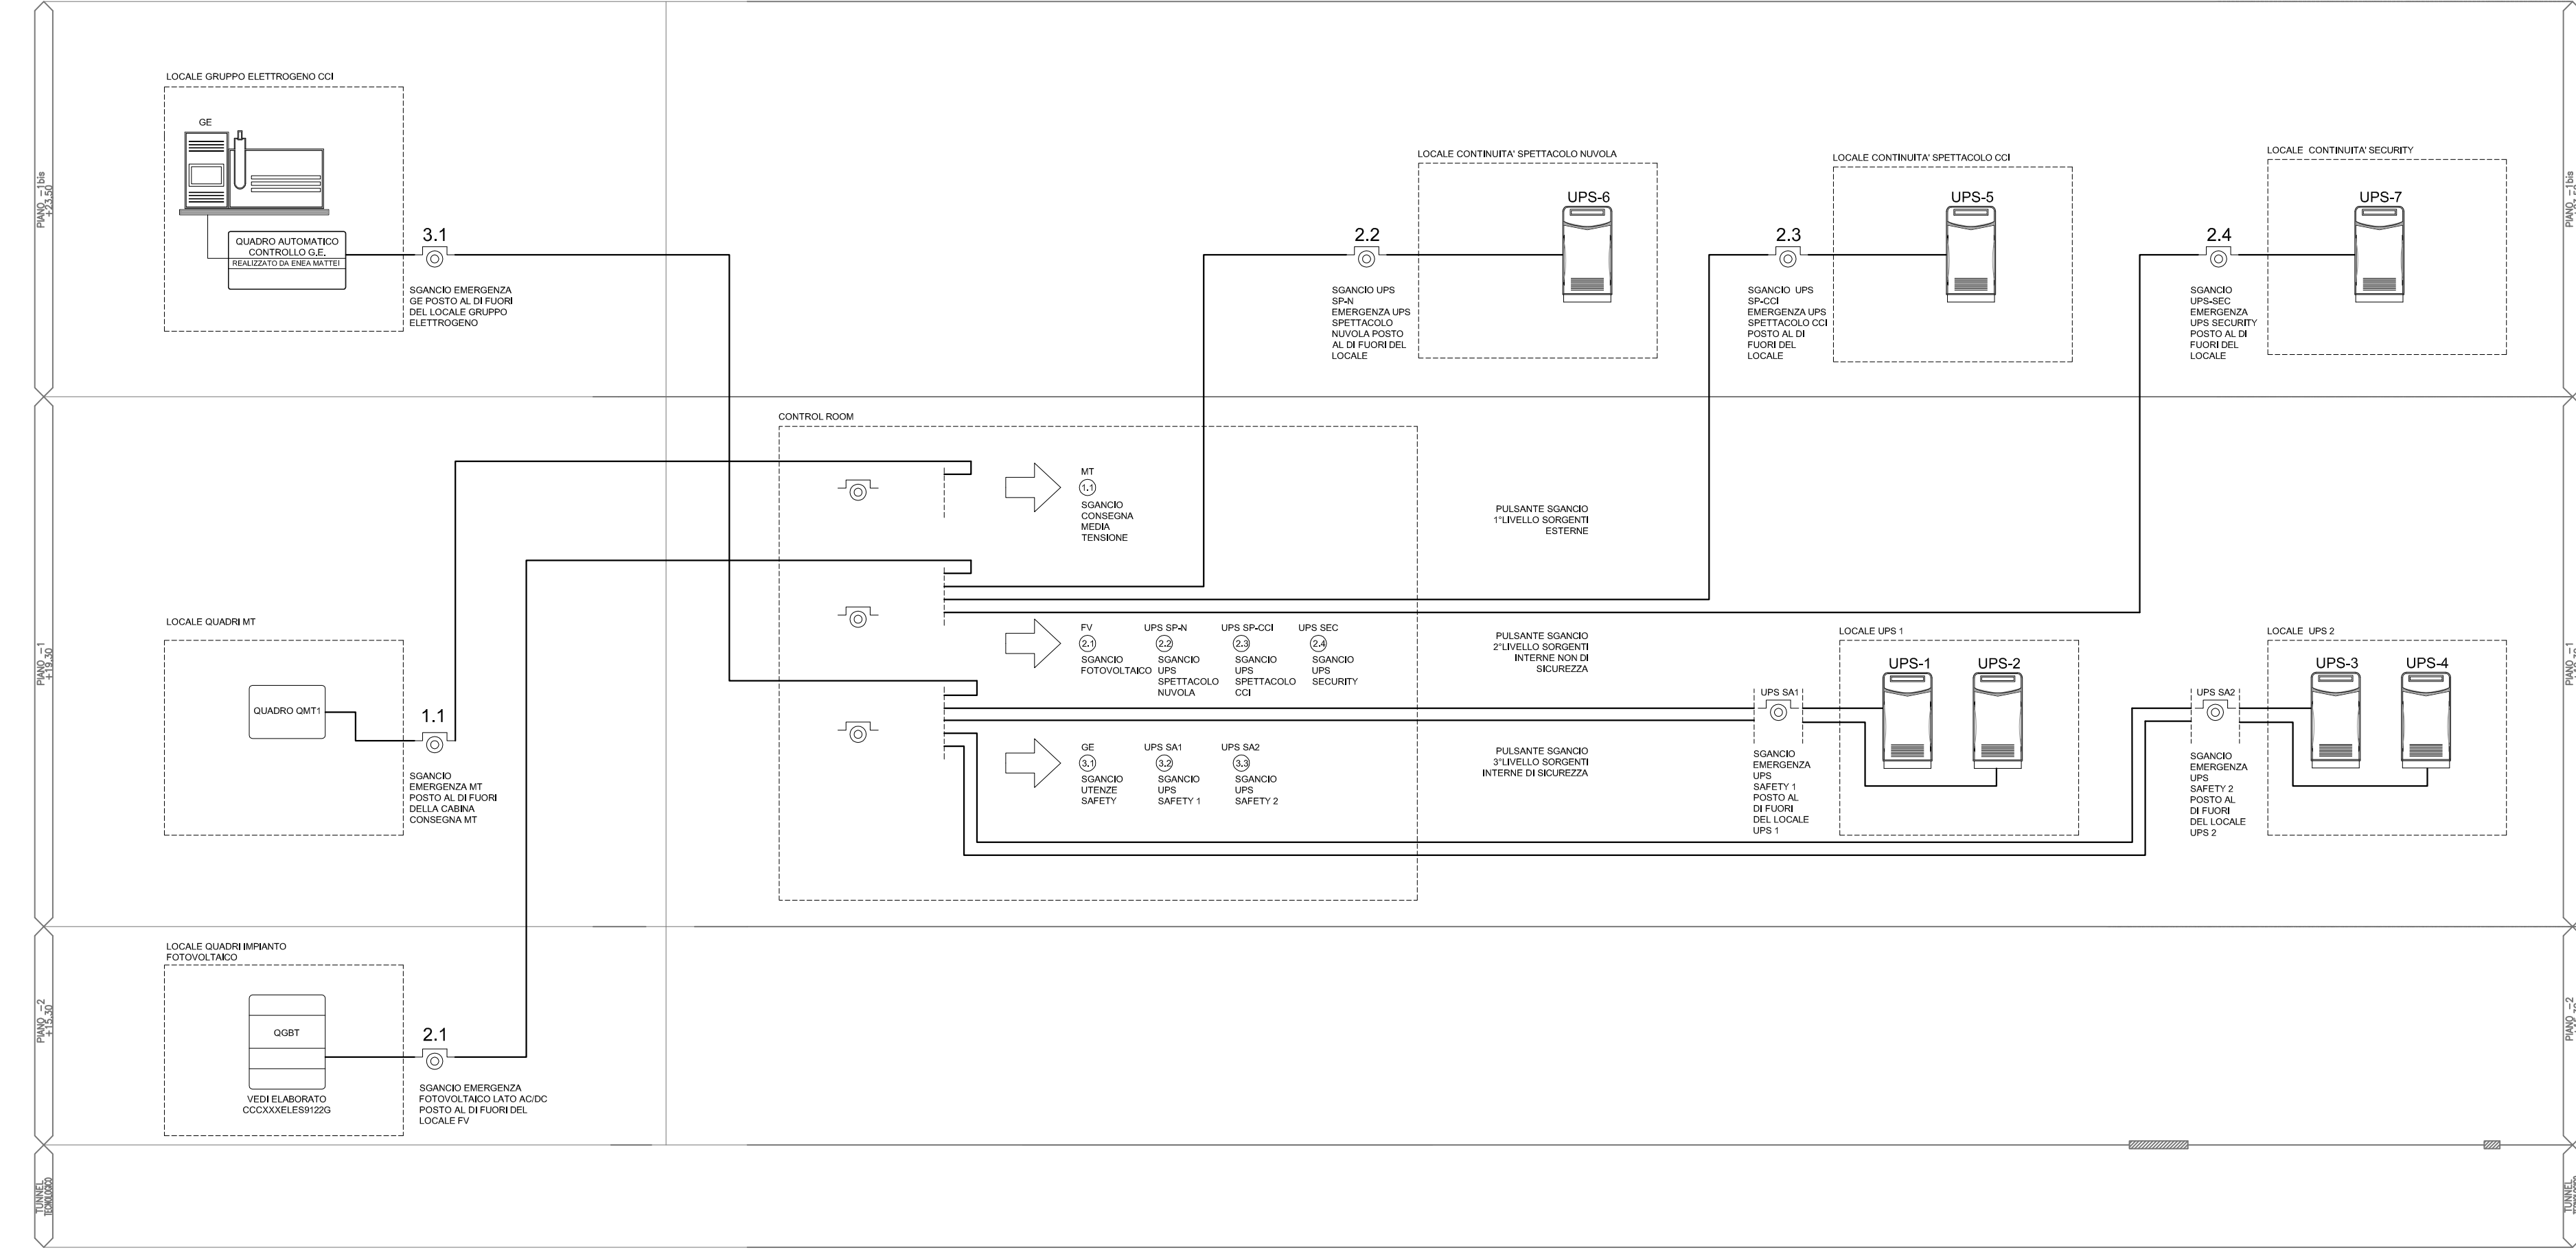 PIANO -1bis
+23.50
LOCALE GRUPPO ELETTROGENO CCI
GE
QUADRO AUTOMATICO
CONTROLLO G.E.
REALIZZATO DA ENEA MATTEI
3.1
SGANCIO EMERGENZA
GE POSTO AL DI FUORI
DEL LOCALE GRUPPO
ELETTROGENO
LOCALE CONTINUITA' SPETTACOLO NUVOLA
UPS-6
2.2
SGANCIO UPS
SP-N
EMERGENZA UPS
SPETTACOLO
NUVOLA POSTO
AL DI FUORI DEL
LOCALE
LOCALE CONTINUITA' SPETTACOLO CCI
UPS-5
2.3
SGANCIO UPS
SP-CCI
EMERGENZA UPS
SPETTACOLO CCI
POSTO AL DI
FUORI DEL
LOCALE
LOCALE CONTINUITA' SECURITY
UPS-7
2.4
SGANCIO
UPS-SEC
EMERGENZA
UPS SECURITY
POSTO AL DI
FUORI DEL
LOCALE
PIANO -1bis
PIANO -1
+19.30
LOCALE QUADRI MT
QUADRO QMT1
1.1
SGANCIO
EMERGENZA MT
POSTO AL DI FUORI
DELLA CABINA
CONSEGNA MT
CONTROL ROOM
MT
1.1
SGANCIO
CONSEGNA
MEDIA
TENSIONE
PULSANTE SGANCIO
1°LIVELLO SORGENTI
ESTERNE
FV
2.1
SGANCIO
FOTOVOLTAICO
UPS SP-N
2.2
SGANCIO
UPS
SPETTACOLO
NUVOLA
UPS SP-CCI
2.3
SGANCIO
UPS
SPETTACOLO
CCI
UPS SEC
2.4
SGANCIO
UPS
SECURITY
PULSANTE SGANCIO
2°LIVELLO SORGENTI
INTERNE NON DI
SICUREZZA
GE
3.1
SGANCIO
UTENZE
SAFETY
UPS SA1
3.2
SGANCIO
UPS
SAFETY 1
UPS SA2
3.3
SGANCIO
UPS
SAFETY 2
PULSANTE SGANCIO
3°LIVELLO SORGENTI
INTERNE DI SICUREZZA
UPS SA1
SGANCIO
EMERGENZA
UPS
SAFETY 1
POSTO AL
DI FUORI
DEL LOCALE
UPS 1
LOCALE UPS 1
UPS-1
UPS-2
UPS SA2
SGANCIO
EMERGENZA
UPS
SAFETY 2
POSTO AL
DI FUORI
DEL LOCALE
UPS 2
LOCALE UPS 2
UPS-3
UPS-4
PIANO -1
PIANO -2
+15.30
LOCALE QUADRI IMPIANTO
FOTOVOLTAICO
QGBT
VEDI ELABORATO
CCCXXXELES9122G
2.1
SGANCIO EMERGENZA
FOTOVOLTAICO LATO AC/DC
POSTO AL DI FUORI DEL
LOCALE FV
PIANO -2
TUNNEL
TECNOLOGICO
TUNNEL